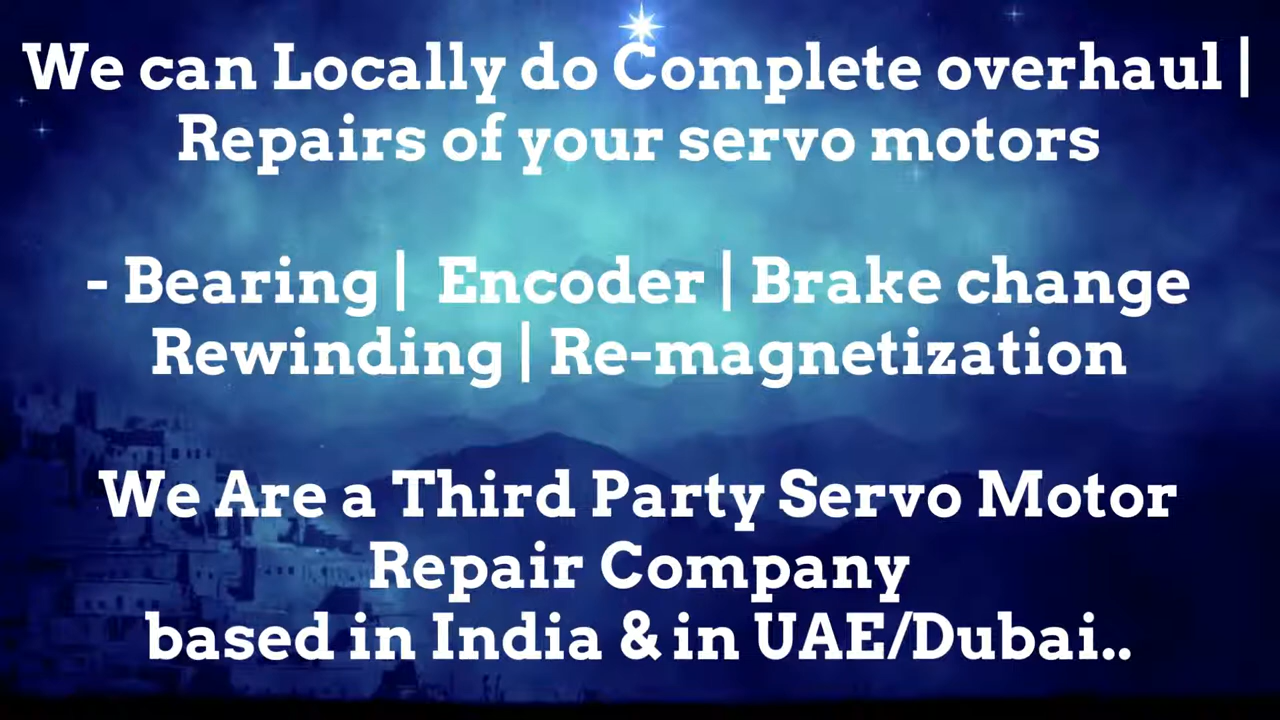 We can Locally do Complete overhaul |
Repairs of your servo motors
- Bearing | Encoder | Brake change
Rewinding | Re-magnetization
We Are a Third Party Servo Motor
Repair Company
based in India & in UAE/Dubai..